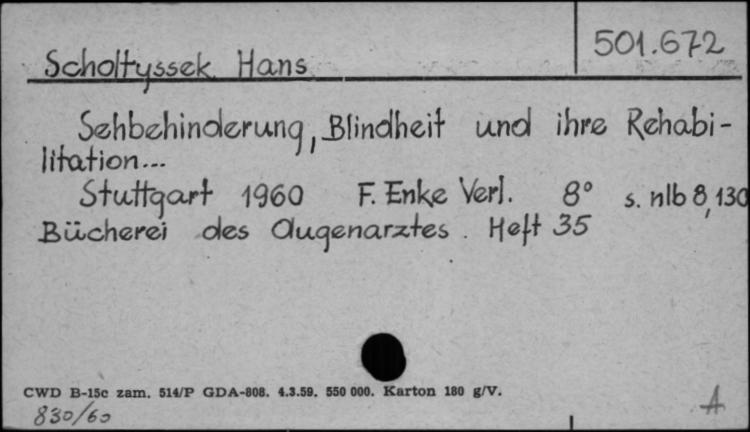 501.672
Scholtyssek Hans
Sehbehinderung, Blindheit und ihre Rehabi-
litation...
Stuttgart 1960 F. Enke Verl. 8° s. nlb 8,130
Bücherei des Augenarztes. Heft 35
CWD B-15c zam. 514/P GDA-808. 4.3.59. 550 000. Karton 180 g/V.
830/60
A